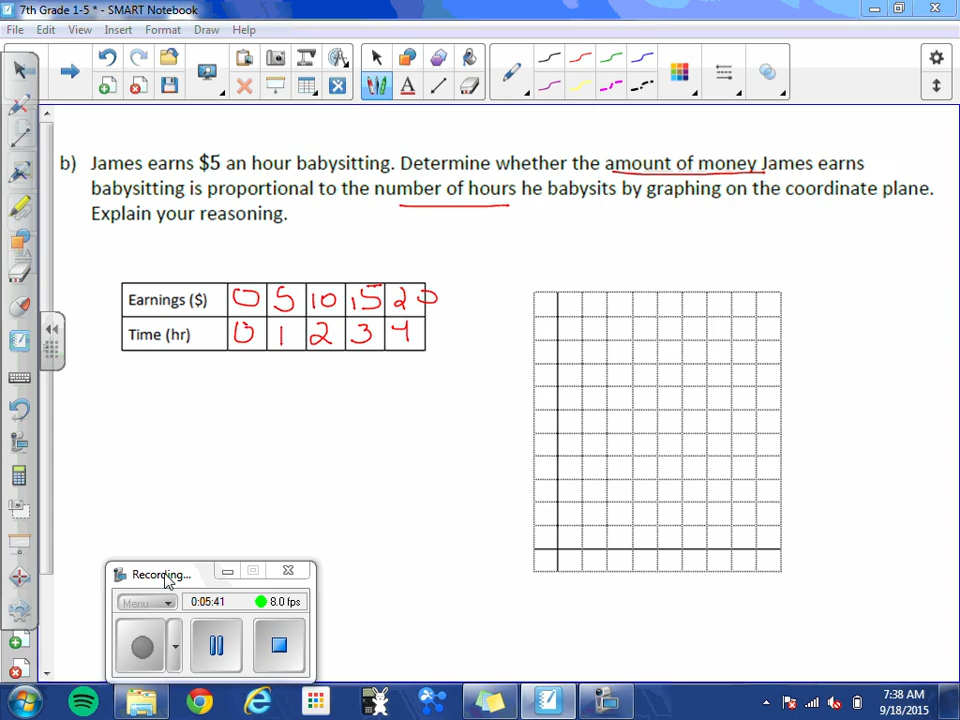 7th Grade 1-5 * - SMART Notebook
File Edit View Insert Format Draw Help
b) James earns $5 an hour babysitting. Determine whether the amount of money James earns
babysitting is proportional to the number of hours he babysits by graphing on the coordinate plane.
Explain your reasoning.
Earnings ($) 0 5 10 15 20
Time (hr) 0 1 2 3 4
Recording...
Menu 0:05:41 8.0 fps
7:38 AM
9/18/2015